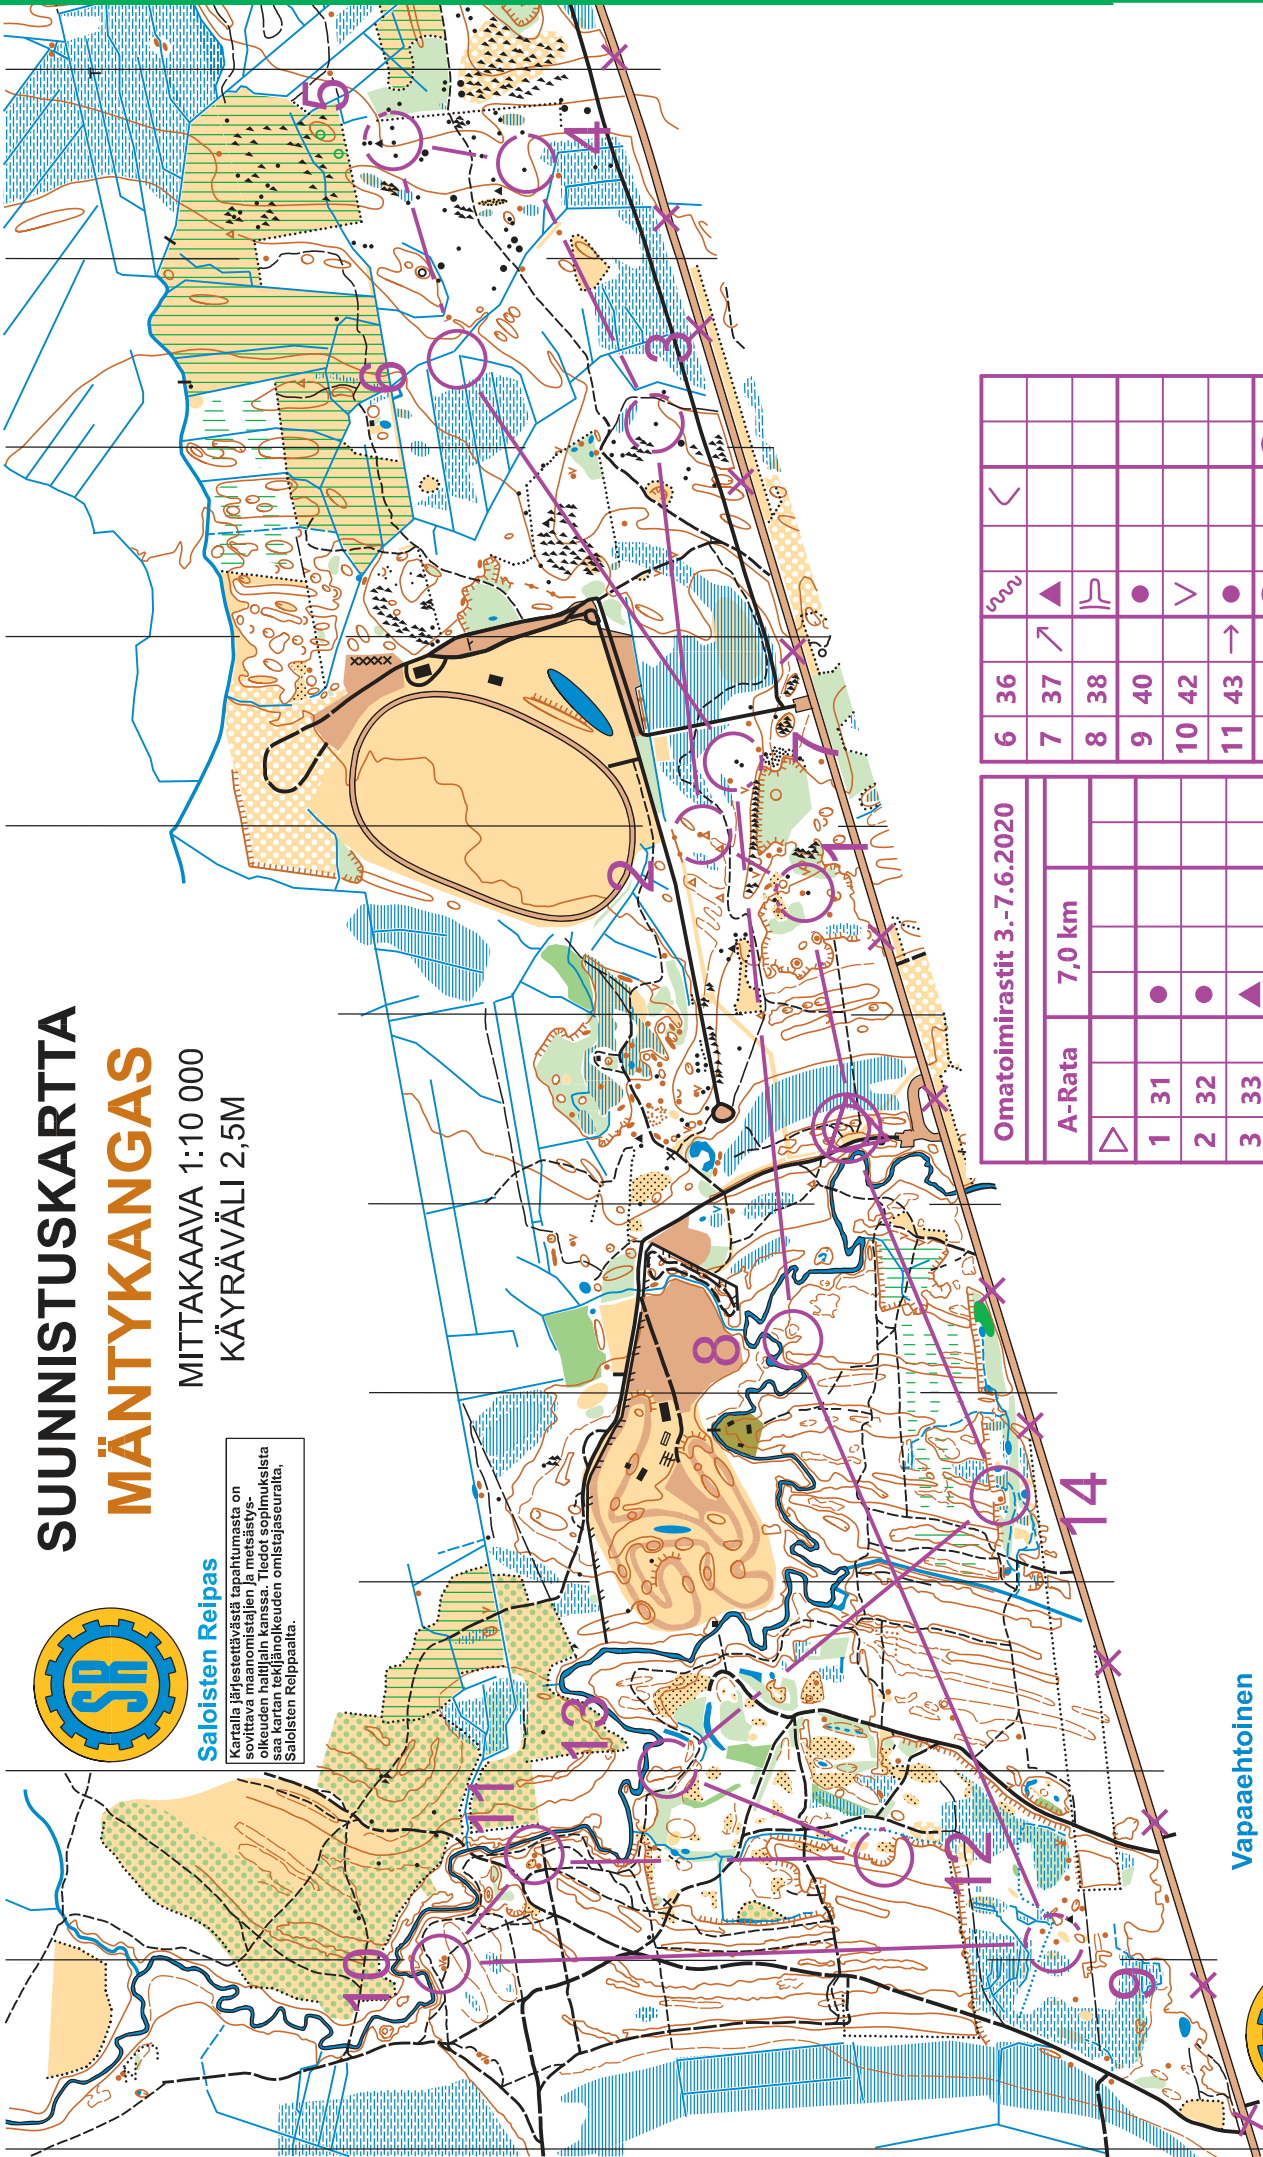 SUUNNISTUSKARTTA
MÄNTYKANGAS
MITTAKAAVA 1:10 000
KÄYRÄVÄLI 2,5M
SR
Saloisten Reipas
Kartalla järjestettävästä tapahtumasta on
sovittava maanomistajien ja metsästys-
oikeuden haltijain kanssa. Tiedot sopimuksista
saa kartan tekijänoikeuden omistajaseuralta,
Saloisten Reippaalta.
1
2
3
4
5
6
7
8
9
10
11
12
13
14
Omatoimirastit 3.-7.6.2020
A-Rata 7,0 km
1 31
2 32
3 33
6 36
7 37
8 38
9 40
10 42
11 43
Vapaaehtoinen